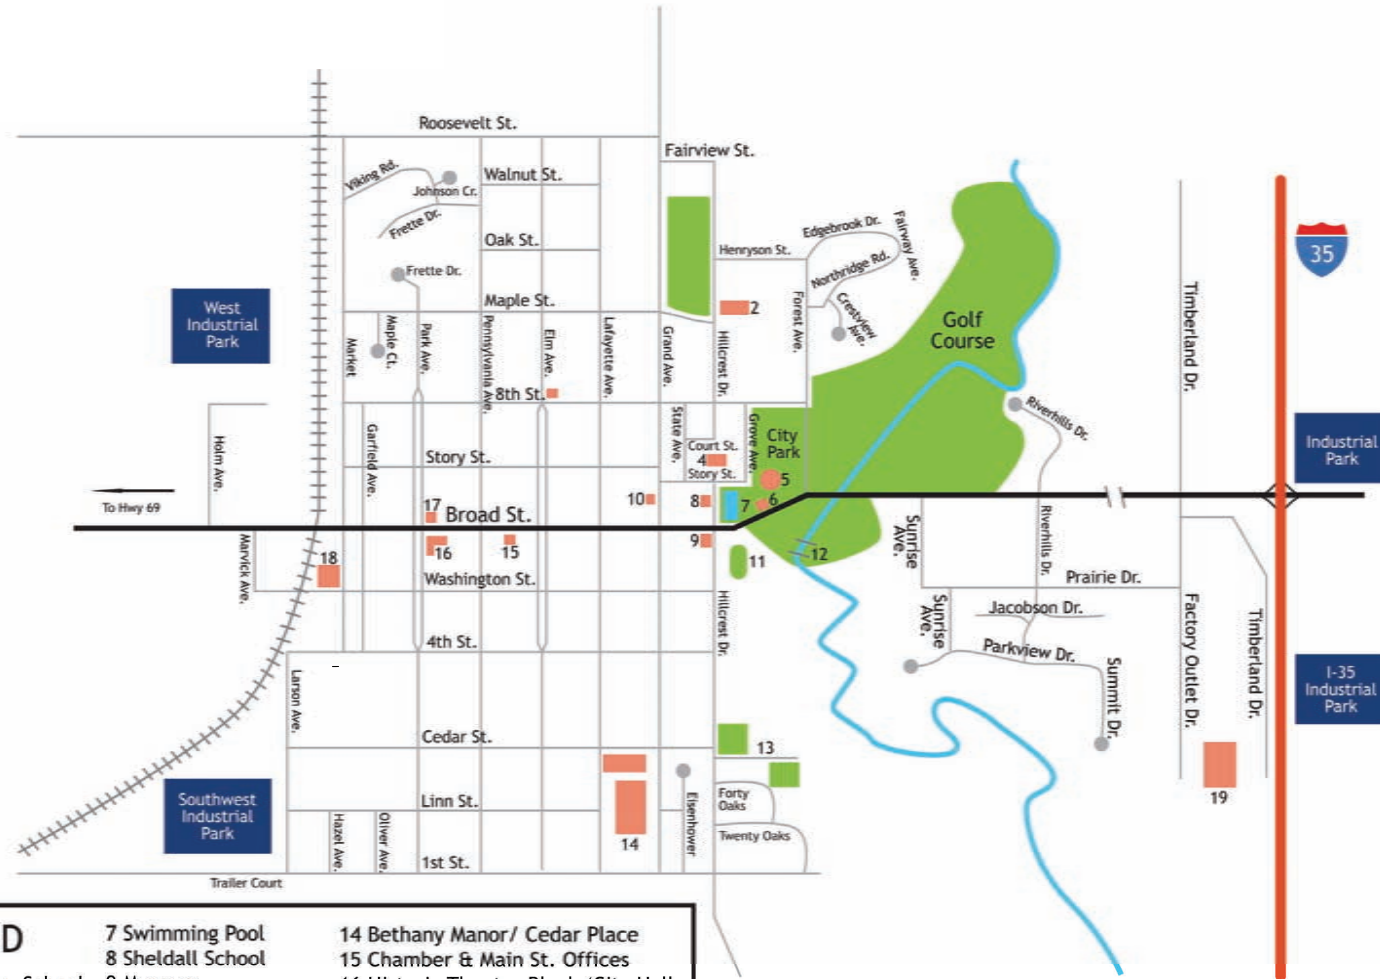 Roosevelt St.
Fairview St.
Viking Rd.
Walnut St.
Johnson Cr.
Frette Dr.
Oak St.
Henryson St.
Edgebrook Dr.
Fairway Ave.
Northridge Rd.
Frette Dr.
35
Maple St.
2
Crestview Ave.
Forest Ave.
Golf
Course
Timberland Dr.
West
Industrial
Park
Market
Maple Ct.
Park Ave.
Pennsylvania Ave.
Elm Ave.
Lafayette Ave.
Grand Ave.
Hillcrest Dr.
8th St.
Riverhills Dr.
Holm Ave.
Garfield Ave.
State Ave.
Court St.
4
Story St.
Grove Ave.
City
Park
5
Industrial
Park
Story St.
To Hwy 69
17
Broad St.
10
8
7
6
Marvick Ave.
18
16
15
9
11
12
Sunrise
Ave.
Riverhills Dr.
Washington St.
Prairie Dr.
Hillcrest Dr.
Sunrise
Ave.
Jacobson Dr.
Factory Outlet Dr.
Timberland Dr.
4th St.
Parkview Dr.
Summit Dr.
I-35
Industrial
Park
Larson Ave.
Cedar St.
13
Southwest
Industrial
Park
Linn St.
Forty
Oaks
19
Hazel Ave.
Oliver Ave.
14
Eisenhower
Twenty Oaks
1st St.
Trailer Court
D
7 Swimming Pool
14 Bethany Manor/ Cedar Place
8 Sheldall School
15 Chamber & Main St. Offices